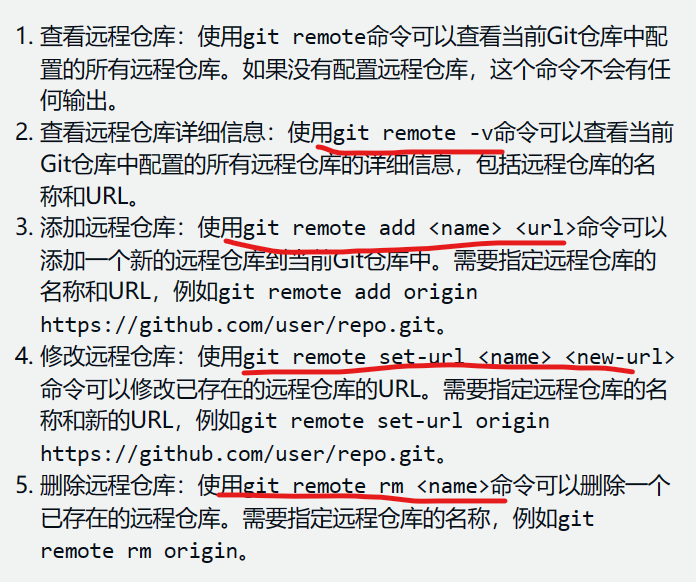 1. 查看远程仓库：使用git remote命令可以查看当前Git仓库中配
置的所有远程仓库。如果没有配置远程仓库，这个命令不会有任
何输出。
2. 查看远程仓库详细信息：使用git remote -v命令可以查看当前
Git仓库中配置的所有远程仓库的详细信息，包括远程仓库的名
称和URL。
3. 添加远程仓库：使用git remote add <name> <url>命令可以
添加一个新的远程仓库到当前Git仓库中。需要指定远程仓库的
名称和URL，例如git remote add origin
https://github.com/user/repo.git。
4. 修改远程仓库：使用git remote set-url <name> <new-url>
命令可以修改已存在的远程仓库的URL。需要指定远程仓库的名
称和新的URL，例如git remote set-url origin
https://github.com/user/repo.git。
5. 删除远程仓库：使用git remote rm <name>命令可以删除一个
已存在的远程仓库。需要指定远程仓库的名称，例如git
remote rm origin。